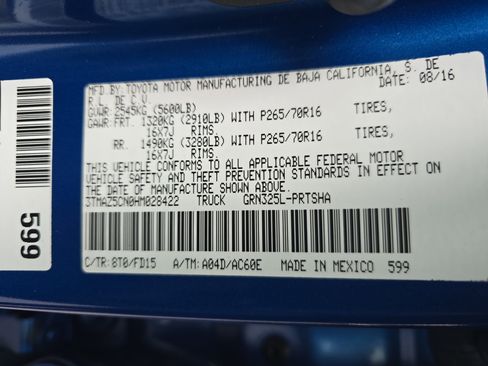 MFD BY: TOYOTA MOTOR MANUFACTURING DE BAJA CALIFORNIA, S. DE
R.L. DE C.V. DATE: 08/16
GVWR 2545KG (5600LB)
GAWR: FRT. 1320KG (2910LB) WITH P265/70R16 TIRES,
16X7J RIMS.
RR. 1490KG (3280LB) WITH P265/70R16 TIRES,
16X7J RIMS.
THIS VEHICLE CONFORMS TO ALL APPLICABLE FEDERAL MOTOR
VEHICLE SAFETY AND THEFT PREVENTION STANDARDS IN EFFECT ON
THE DATE OF MANUFACTURE SHOWN ABOVE.
3TMAZ5CN0HM028422 TRUCK GRN325L-PRTSHA
C/TR: 8T0/FD15 A/TM: A04D/AC60E MADE IN MEXICO 599
599